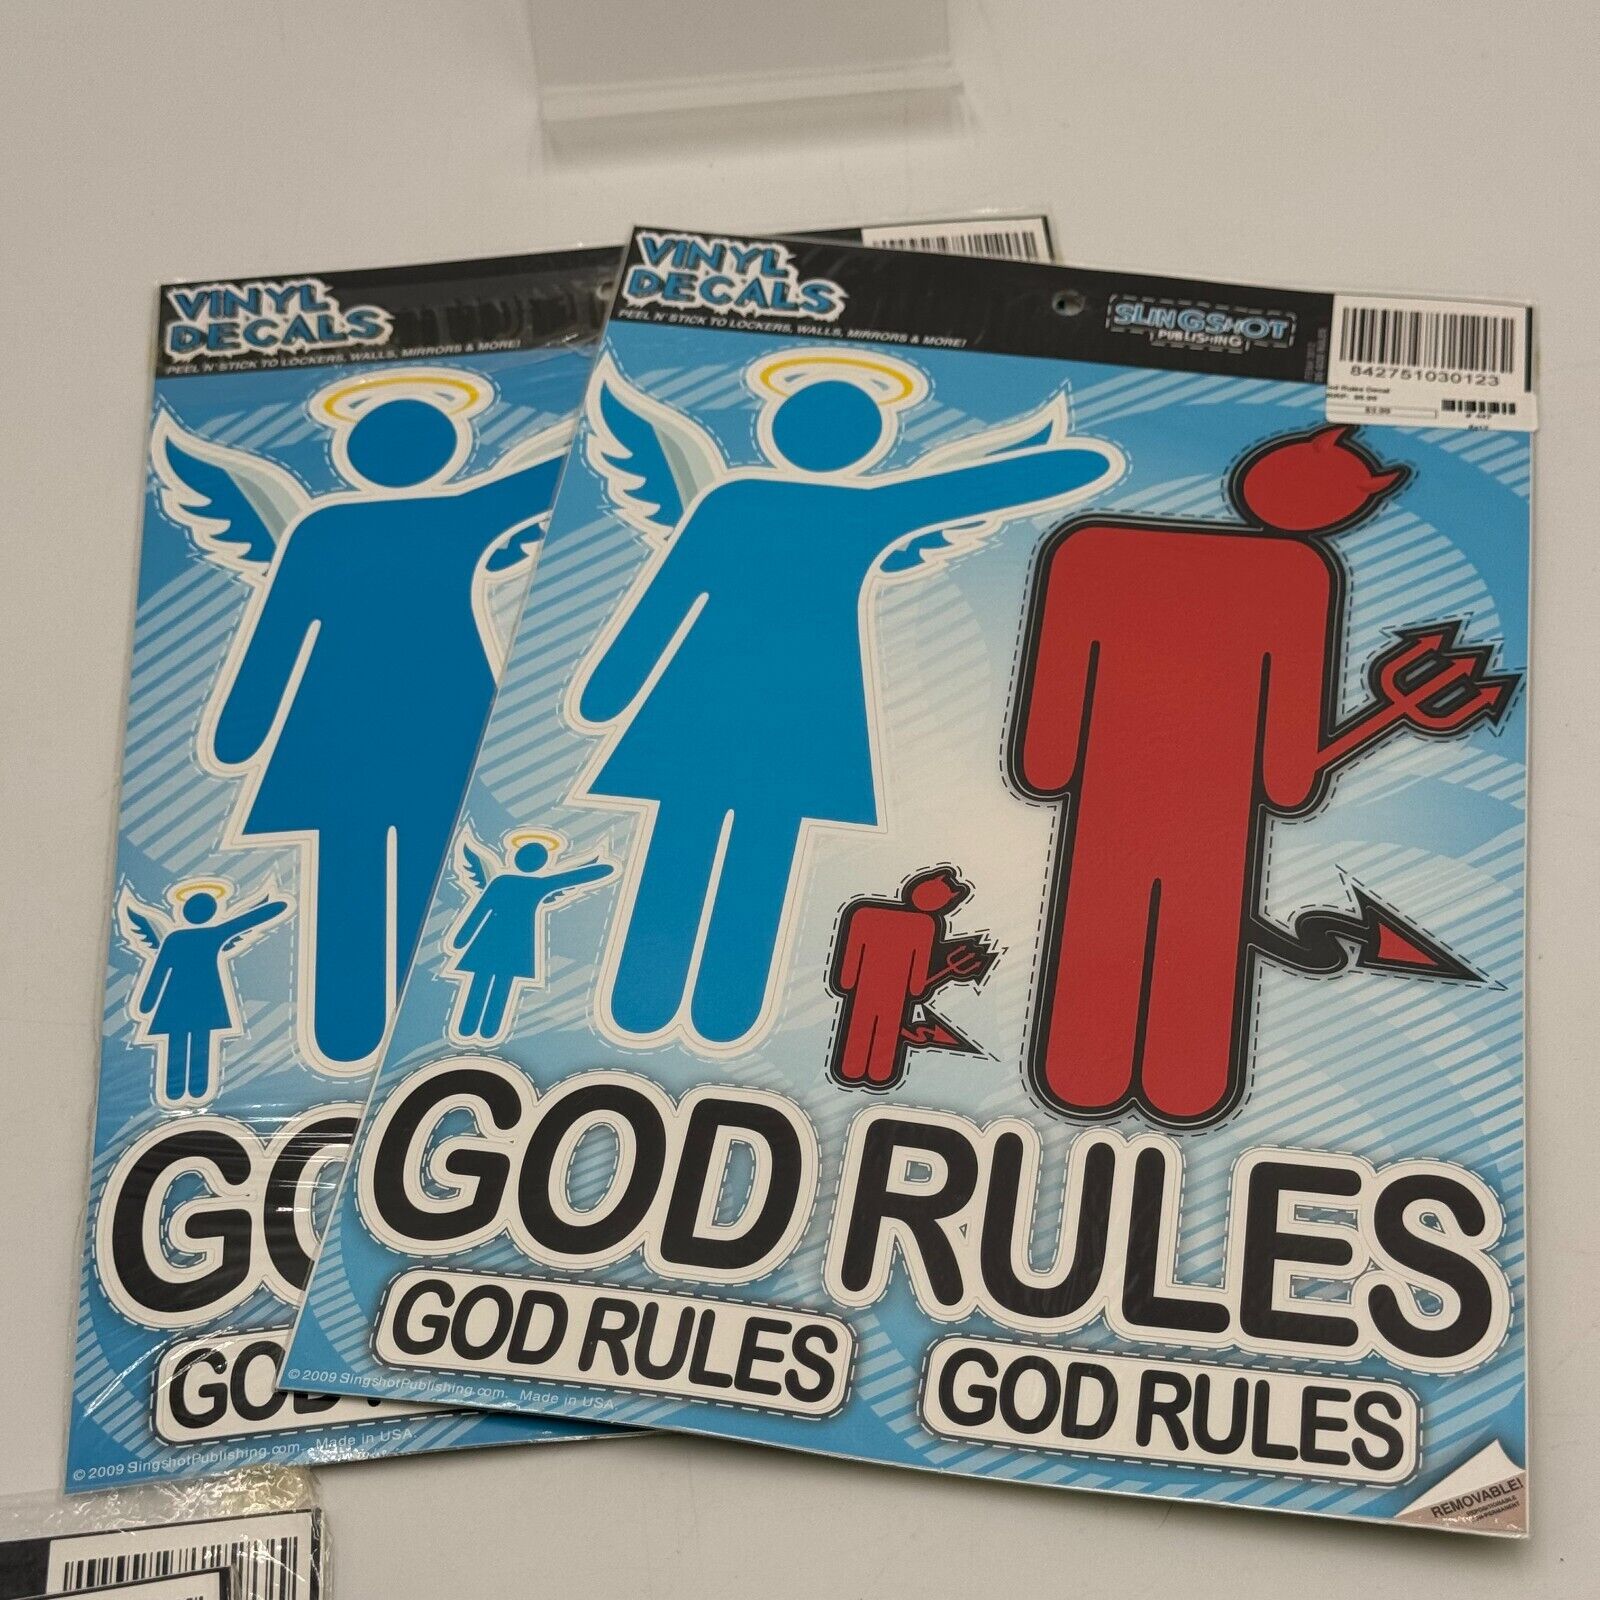 VINYL
DECALS
PEEL N' STICK TO LOCKERS, WALLS, MIRRORS & MORE!
GOD
© 2009 SlingshotPublishing.com. Made in USA.
VINYL
DECALS
PEEL N' STICK TO LOCKERS, WALLS, MIRRORS & MORE!
SLINGSHOT
PUBLISHING
842751030123
GOD RULES
GOD RULES
GOD RULES
© 2009 SlingshotPublishing.com. Made in USA.
REMOVABLE!